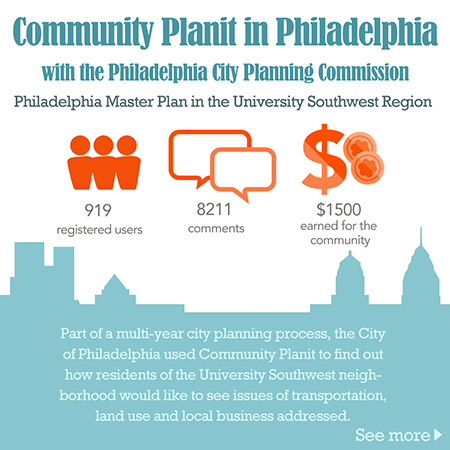 Community Planit in Philadelphia
with the Philadelphia City Planning Commission
Philadelphia Master Plan in the University Southwest Region
919
registered users
8211
comments
$1500
earned for the
community
Part of a multi-year city planning process, the City
of Philadelphia used Community Planit to find out
how residents of the University Southwest neigh-
borhood would like to see issues of transportation,
land use and local business addressed.
See more